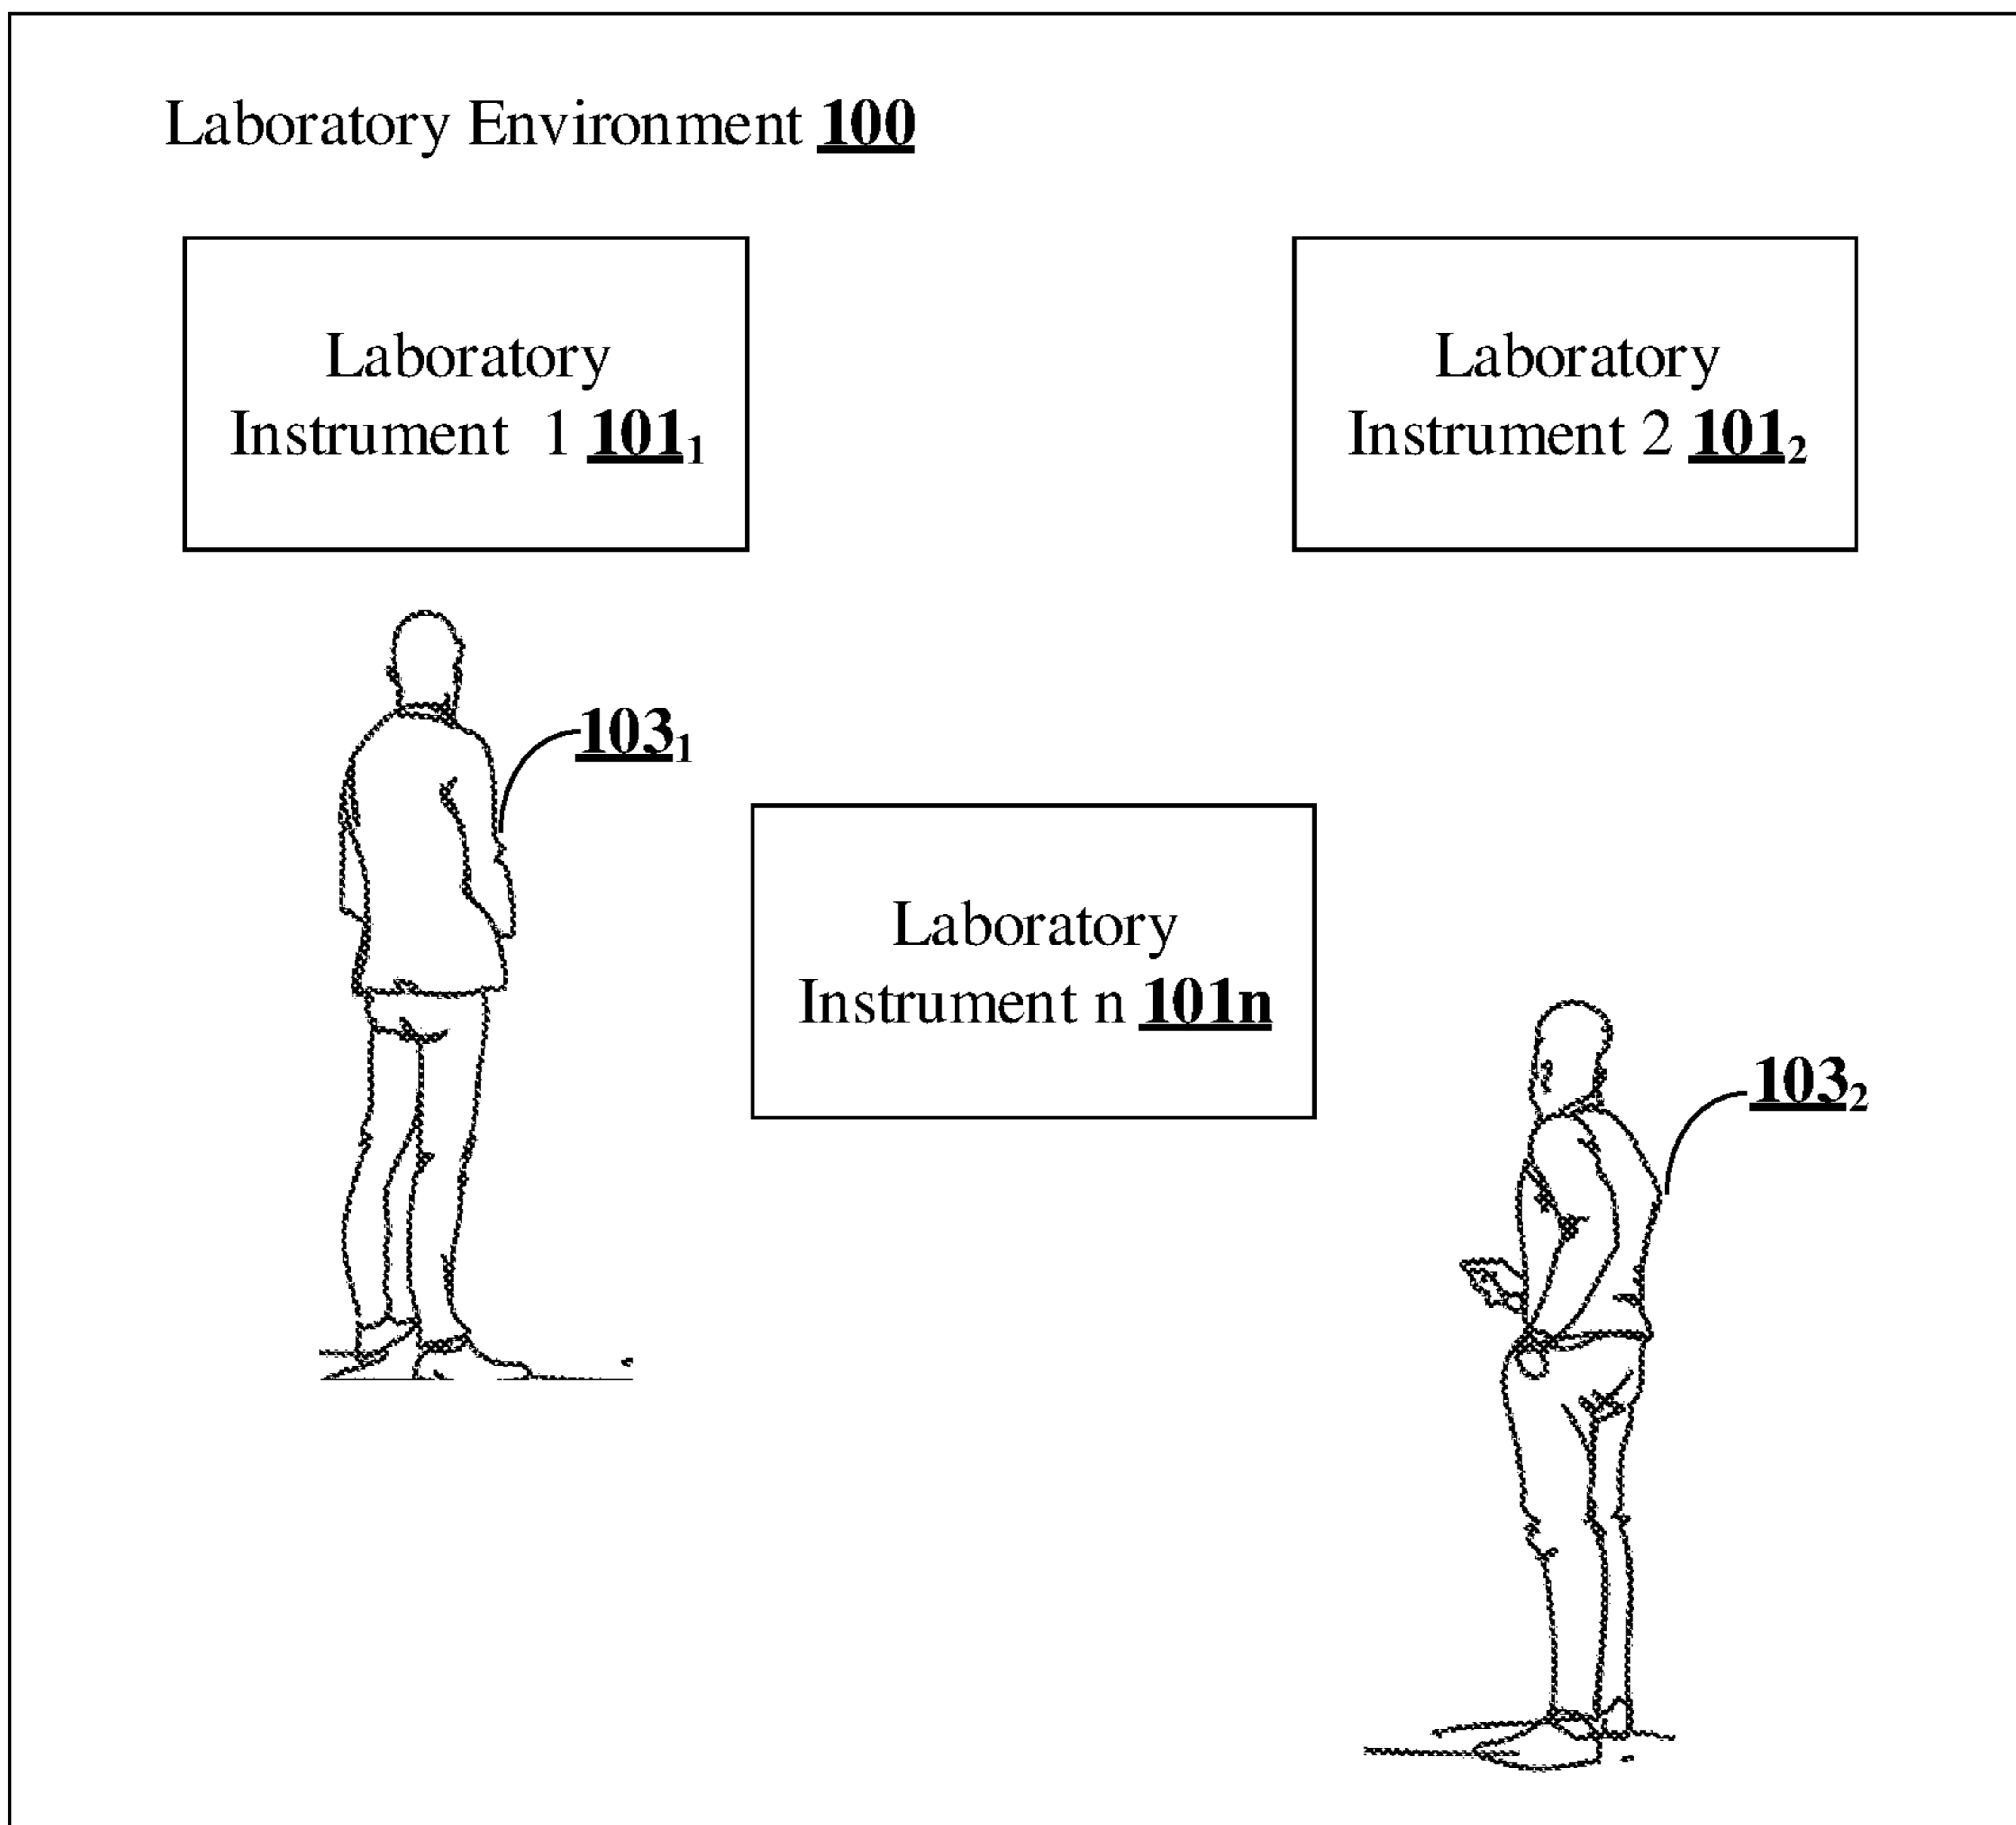 Laboratory Environment 100
Laboratory
Instrument 1 101₁
Laboratory
Instrument 2 101₂
103₁
Laboratory
Instrument n 101n
103₂